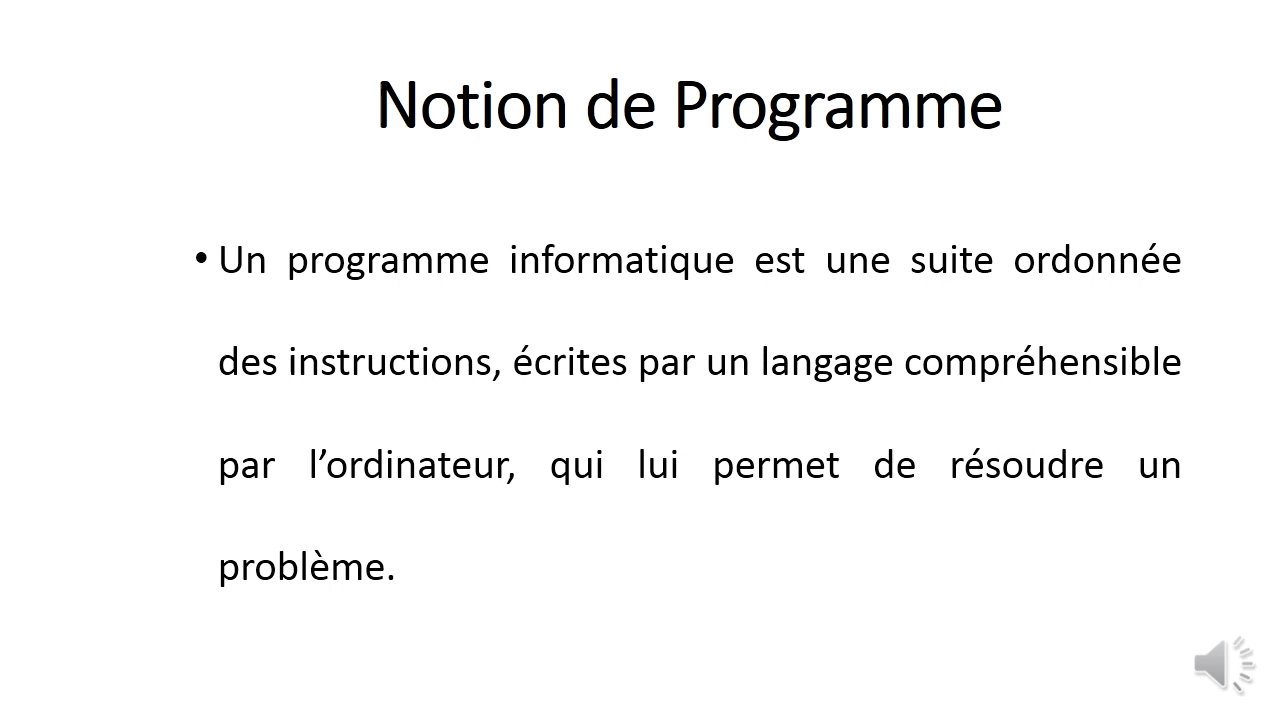 Notion de Programme
• Un programme informatique est une suite ordonnée
des instructions, écrites par un langage compréhensible
par l’ordinateur, qui lui permet de résoudre un
problème.